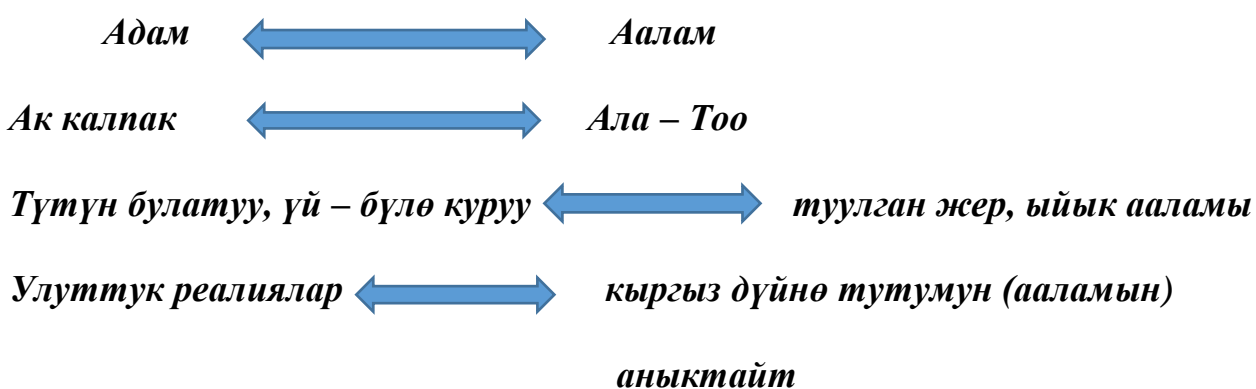 Адам Аалам
Ак калпак Ала – Тоо
Түтүн булатуу, үй – бүлө куруу туулган жер, ыйык ааламы
Улуттук реалиялар кыргыз дүйнө тутумун (ааламын)
аныктайт